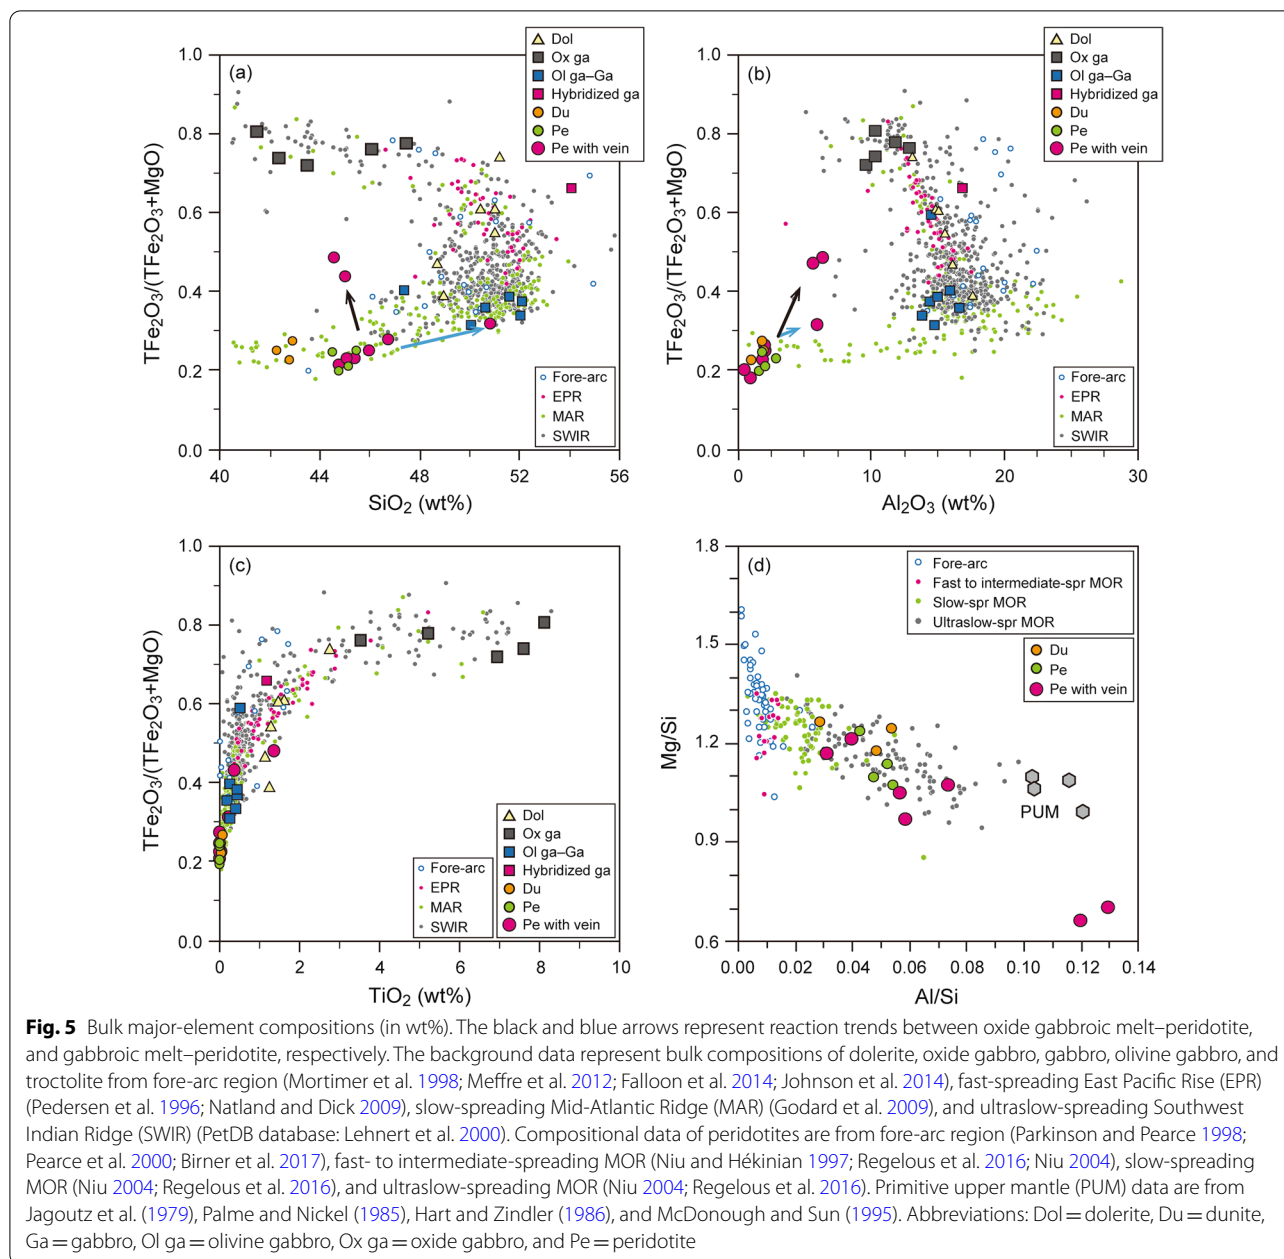 (a)
1.0
0.8
0.6
0.4
0.2
0.0
TFe₂O₃/(TFe₂O₃+MgO)
40
44
48
52
56
SiO₂ (wt%)
Dol
Ox ga
Ol ga–Ga
Hybridized ga
Du
Pe
Pe with vein
Fore-arc
EPR
MAR
SWIR
(b)
1.0
0.8
0.6
0.4
0.2
0.0
TFe₂O₃/(TFe₂O₃+MgO)
0
10
20
30
Al₂O₃ (wt%)
Dol
Ox ga
Ol ga–Ga
Hybridized ga
Du
Pe
Pe with vein
Fore-arc
EPR
MAR
SWIR
(c)
1.0
0.8
0.6
0.4
0.2
0.0
TFe₂O₃/(TFe₂O₃+MgO)
0
2
4
6
8
10
TiO₂ (wt%)
Fore-arc
EPR
MAR
SWIR
Dol
Ox ga
Ol ga–Ga
Hybridized ga
Du
Pe
Pe with vein
(d)
1.8
1.5
1.2
0.9
0.6
Mg/Si
0.00
0.02
0.04
0.06
0.08
0.10
0.12
0.14
Al/Si
Fore-arc
Fast to intermediate-spr MOR
Slow-spr MOR
Ultraslow-spr MOR
Du
Pe
Pe with vein
PUM
Fig. 5 Bulk major-element compositions (in wt%). The black and blue arrows represent reaction trends between oxide gabbroic melt–peridotite,
and gabbroic melt–peridotite, respectively. The background data represent bulk compositions of dolerite, oxide gabbro, gabbro, olivine gabbro, and
troctolite from fore-arc region (Mortimer et al. 1998; Meffre et al. 2012; Falloon et al. 2014; Johnson et al. 2014), fast-spreading East Pacific Rise (EPR)
(Pedersen et al. 1996; Natland and Dick 2009), slow-spreading Mid-Atlantic Ridge (MAR) (Godard et al. 2009), and ultraslow-spreading Southwest
Indian Ridge (SWIR) (PetDB database: Lehnert et al. 2000). Compositional data of peridotites are from fore-arc region (Parkinson and Pearce 1998;
Pearce et al. 2000; Birner et al. 2017), fast- to intermediate-spreading MOR (Niu and Hékinian 1997; Regelous et al. 2016; Niu 2004), slow-spreading
MOR (Niu 2004; Regelous et al. 2016), and ultraslow-spreading MOR (Niu 2004; Regelous et al. 2016). Primitive upper mantle (PUM) data are from
Jagoutz et al. (1979), Palme and Nickel (1985), Hart and Zindler (1986), and McDonough and Sun (1995). Abbreviations: Dol = dolerite, Du = dunite,
Ga = gabbro, Ol ga = olivine gabbro, Ox ga = oxide gabbro, and Pe = peridotite